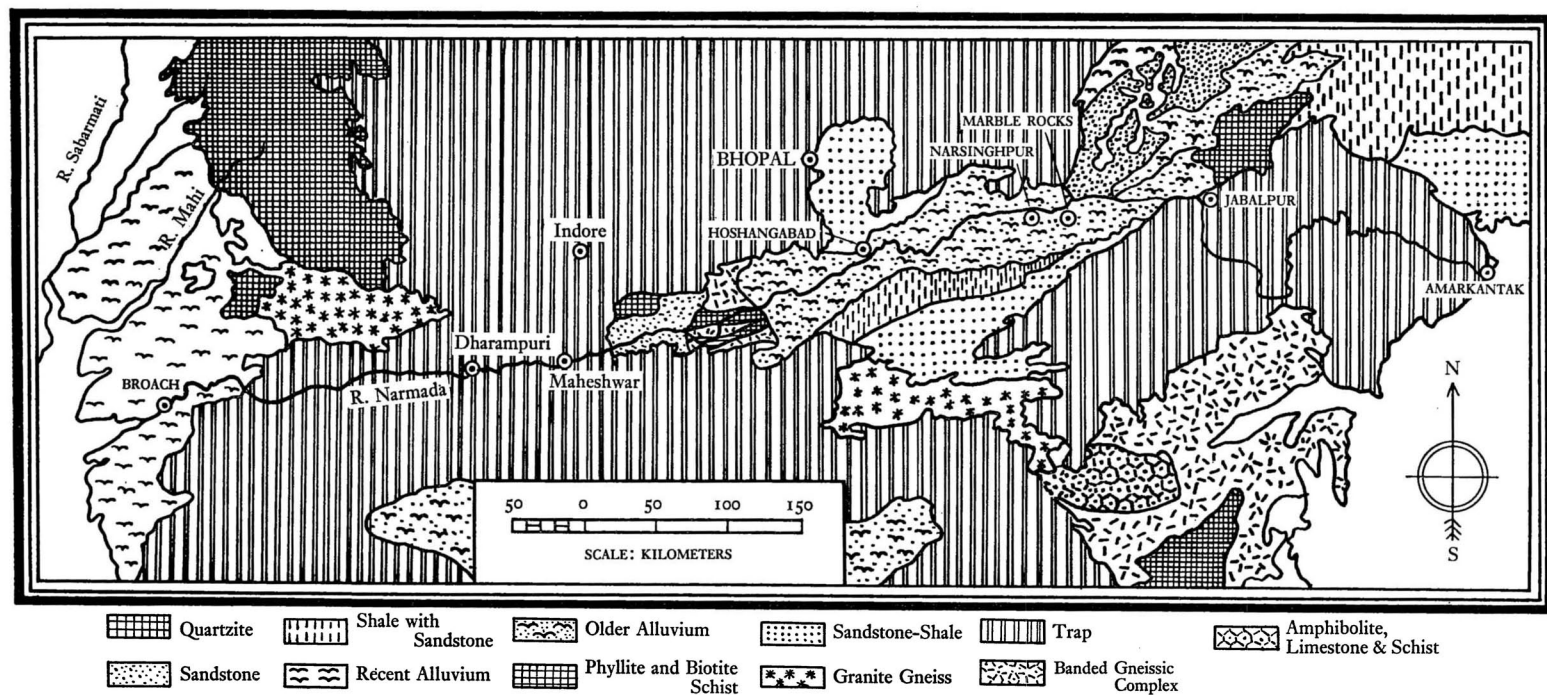 R. Sabarmati
R. Mahi
BHOPAL
MARBLE ROCKS
NARSINGHPUR
Indore
HOSHANGABAD
JABALPUR
AMARKANTAK
Dharampuri
Maheshwar
BROACH
R. Narmada
N
S
50 0 50 100 150
SCALE: KILOMETERS
Quartzite
Shale with
Sandstone
Older Alluvium
Sandstone-Shale
Trap
Amphibolite,
Limestone & Schist
Sandstone
Recent Alluvium
Phyllite and Biotite
Schist
Granite Gneiss
Banded Gneissic
Complex